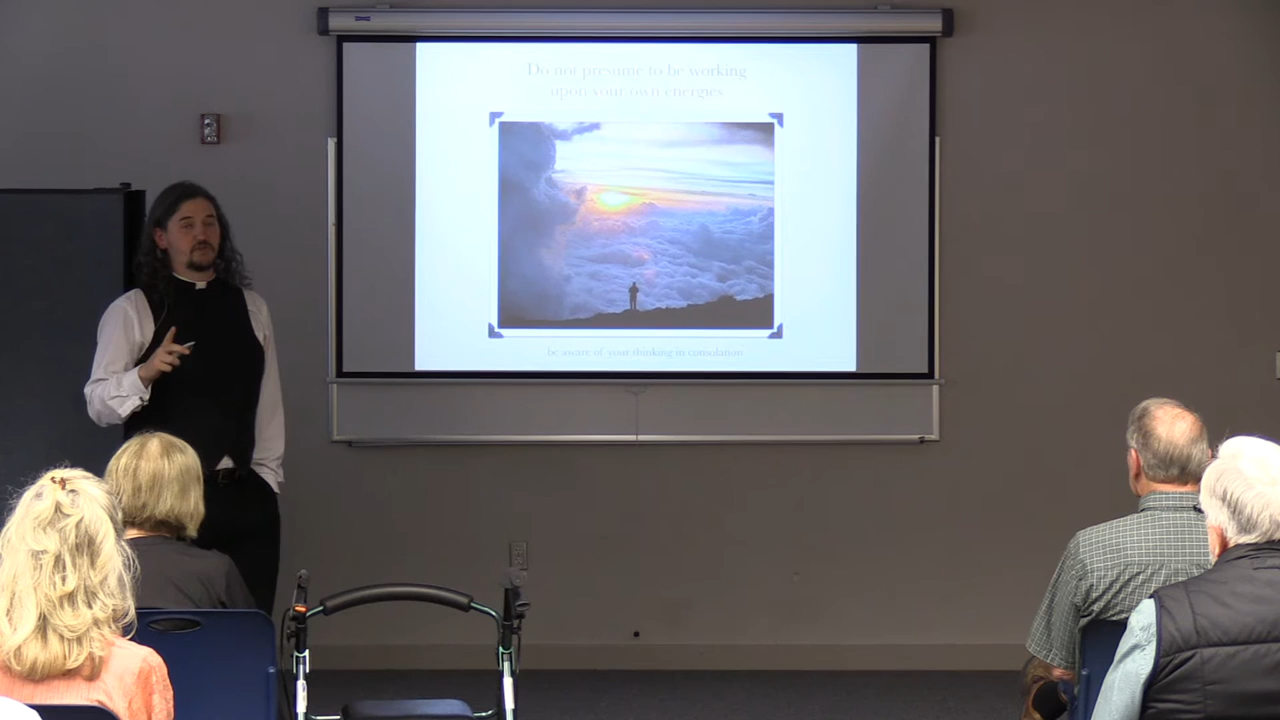 Do not presume to be working
upon your own energies.
be aware of your thinking in consolation